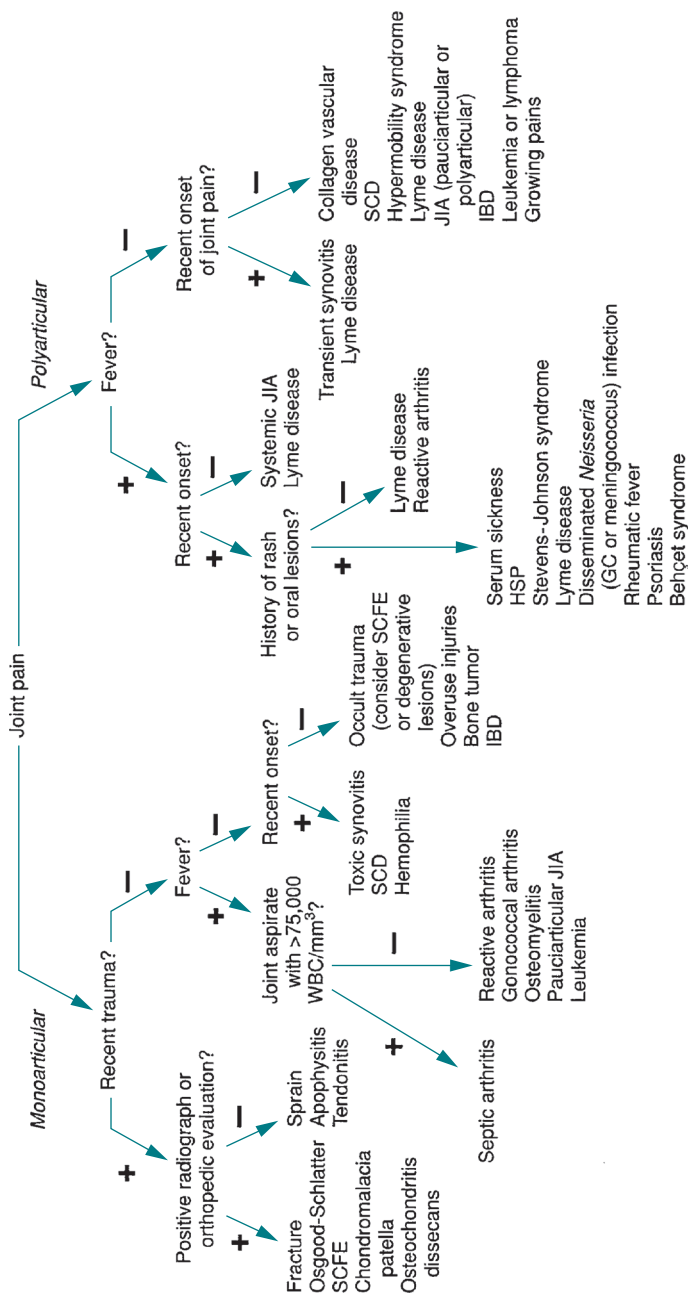 Joint pain
Monoarticular
Polyarticular
Recent trauma?
+
−
Positive radiograph or
orthopedic evaluation?
+
−
Fracture
Osgood-Schlatter
SCFE
Chondromalacia
patella
Osteochondritis
dissecans
Sprain
Apophysitis
Tendonitis
Fever?
+
−
Joint aspirate
with >75,000
WBC/mm³?
+
−
Septic arthritis
Reactive arthritis
Gonococcal arthritis
Osteomyelitis
Pauciarticular JIA
Leukemia
Recent onset?
+
−
Toxic synovitis
SCD
Hemophilia
Occult trauma
(consider SCFE
or degenerative
lesions)
Overuse injuries
Bone tumor
IBD
Fever?
+
−
Recent onset?
+
−
History of rash
or oral lesions?
+
−
Serum sickness
HSP
Stevens-Johnson syndrome
Lyme disease
Disseminated Neisseria
(GC or meningococcus) infection
Rheumatic fever
Psoriasis
Behçet syndrome
Lyme disease
Reactive arthritis
Systemic JIA
Lyme disease
Recent onset
of joint pain?
+
−
Transient synovitis
Lyme disease
Collagen vascular
disease
SCD
Hypermobility syndrome
Lyme disease
JIA (pauciarticular or
polyarticular)
IBD
Leukemia or lymphoma
Growing pains